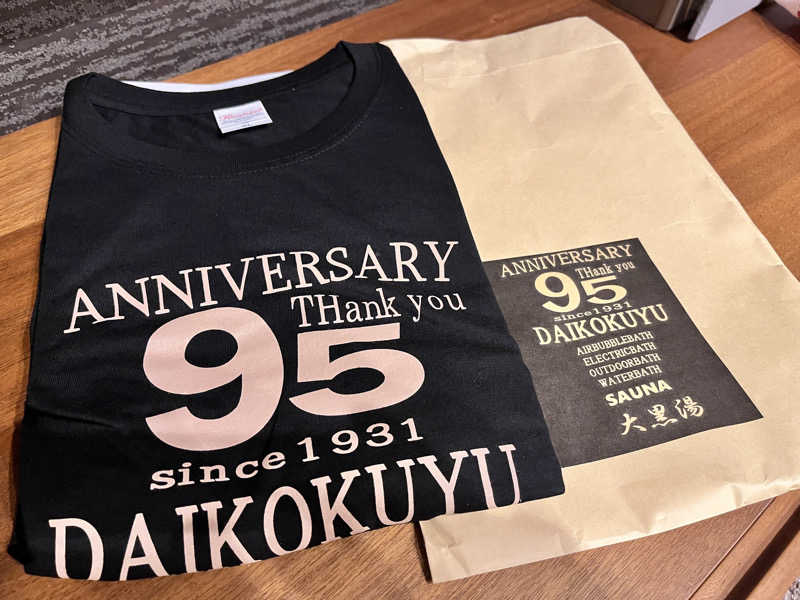 ANNIVERSARY
THank you
95
since 1931
DAIKOKUYU
ANNIVERSARY
THank you
95
since1931
DAIKOKUYU
AIRBUBBLEBATH
ELECTRICBATH
OUTDOORBATH
WATERBATH
SAUNA
大黒湯